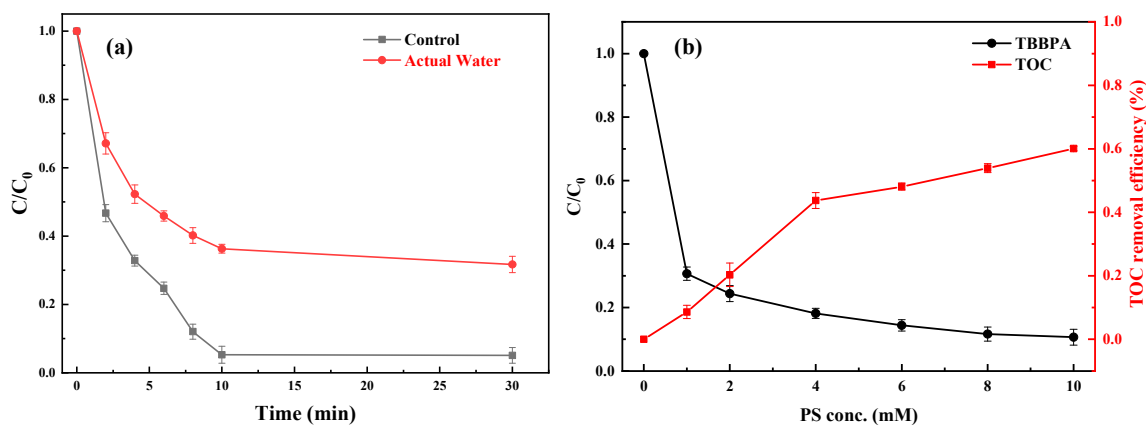 (a)
Control
Actual Water
C/C0
1.0
0.8
0.6
0.4
0.2
0.0
0 5 10 15 20 25 30
Time (min)
(b)
TBBPA
TOC
C/C0
1.0
0.8
0.6
0.4
0.2
0.0
0 2 4 6 8 10
PS conc. (mM)
1.0
0.8
0.6
0.4
0.2
0.0
TOC removal efficiency (%)